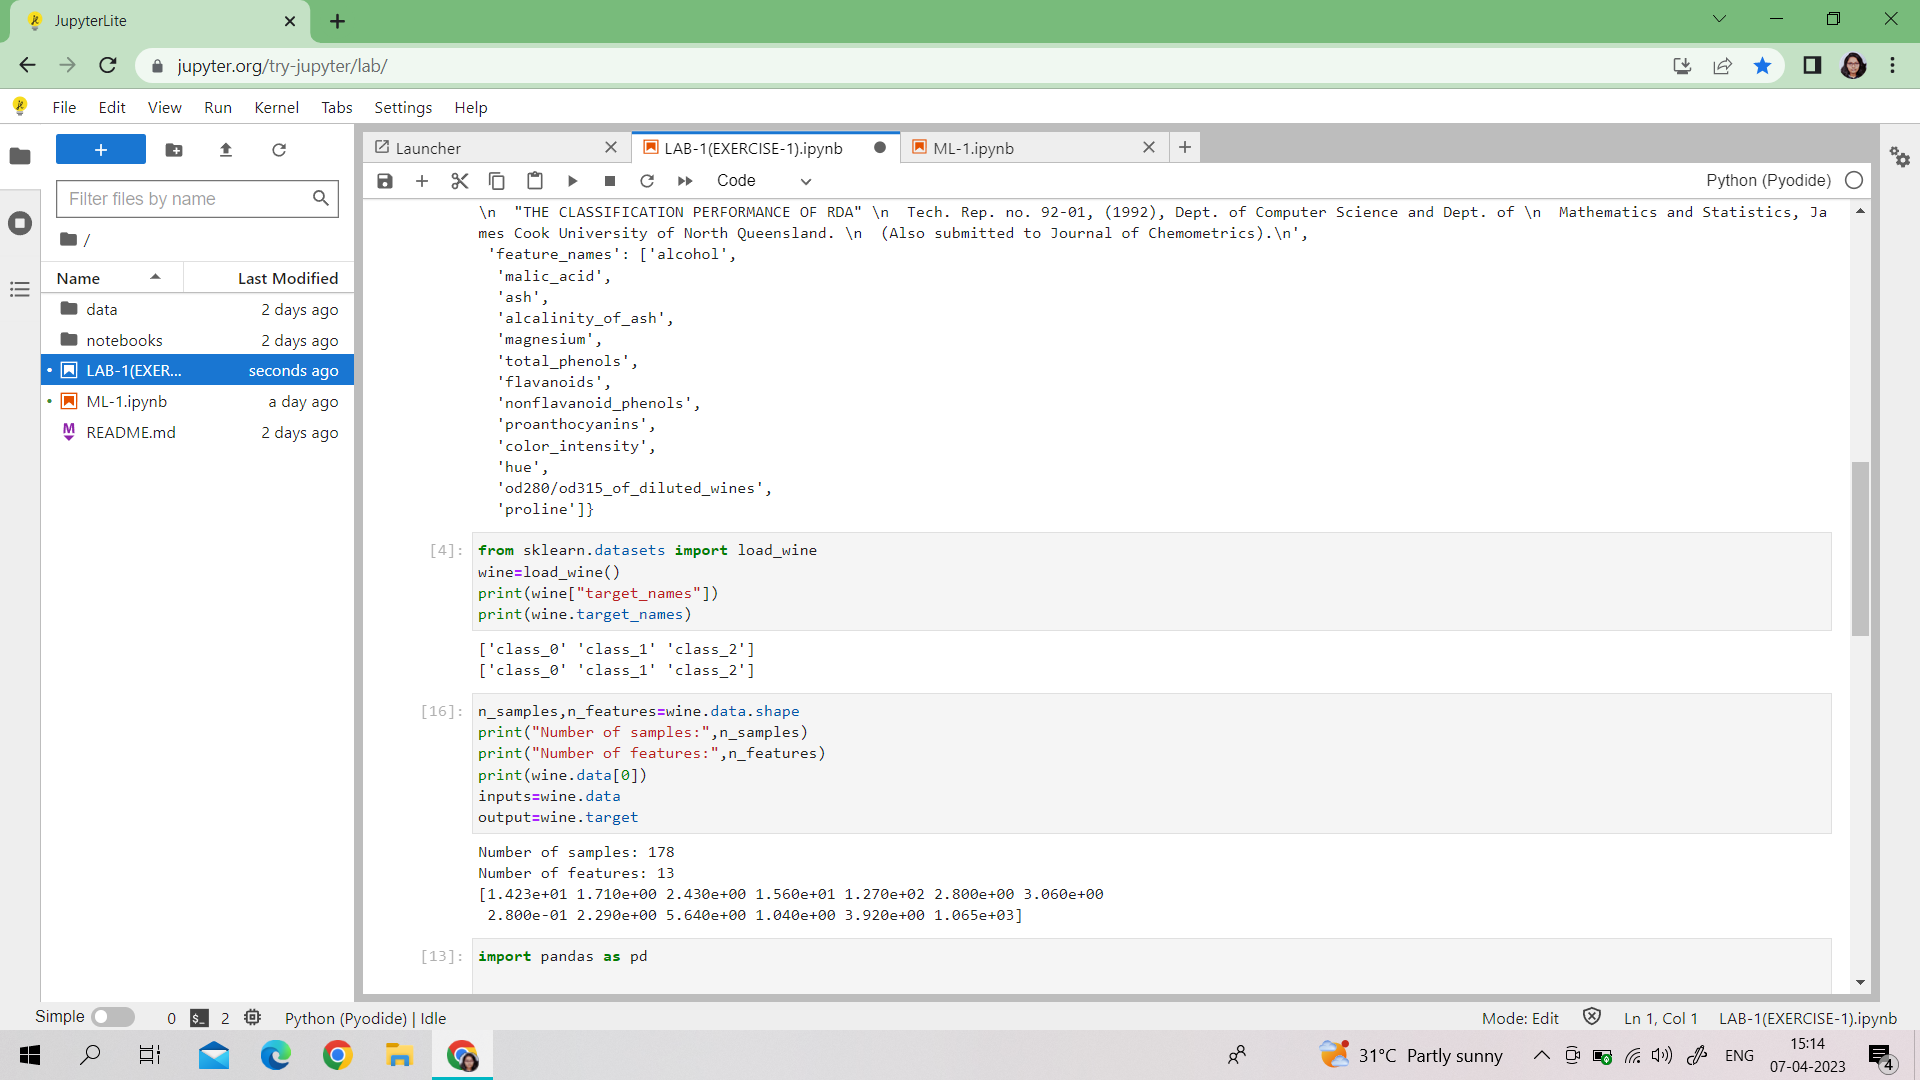 JupyterLite
jupyter.org/try-jupyter/lab/
File Edit View Run Kernel Tabs Settings Help
Launcher
LAB-1(EXERCISE-1).ipynb
ML-1.ipynb
Code
Python (Pyodide)
Filter files by name
/
Name Last Modified
data 2 days ago
notebooks 2 days ago
LAB-1(EXER... seconds ago
ML-1.ipynb a day ago
README.md 2 days ago
\n  "THE CLASSIFICATION PERFORMANCE OF RDA" \n  Tech. Rep. no. 92-01, (1992), Dept. of Computer Science and Dept. of \n  Mathematics and Statistics, Ja
mes Cook University of North Queensland. \n  (Also submitted to Journal of Chemometrics).\n',
 'feature_names': ['alcohol',
  'malic_acid',
  'ash',
  'alcalinity_of_ash',
  'magnesium',
  'total_phenols',
  'flavanoids',
  'nonflavanoid_phenols',
  'proanthocyanins',
  'color_intensity',
  'hue',
  'od280/od315_of_diluted_wines',
  'proline']}
[4]: from sklearn.datasets import load_wine
wine=load_wine()
print(wine["target_names"])
print(wine.target_names)
['class_0' 'class_1' 'class_2']
['class_0' 'class_1' 'class_2']
[16]: n_samples,n_features=wine.data.shape
print("Number of samples:",n_samples)
print("Number of features:",n_features)
print(wine.data[0])
inputs=wine.data
output=wine.target
Number of samples: 178
Number of features: 13
[1.423e+01 1.710e+00 2.430e+00 1.560e+01 1.270e+02 2.800e+00 3.060e+00
 2.800e-01 2.290e+00 5.640e+00 1.040e+00 3.920e+00 1.065e+03]
[13]: import pandas as pd
Simple 0 $_ 2 Python (Pyodide) | Idle Mode: Edit Ln 1, Col 1 LAB-1(EXERCISE-1).ipynb
31°C Partly sunny ENG 15:14
07-04-2023 4